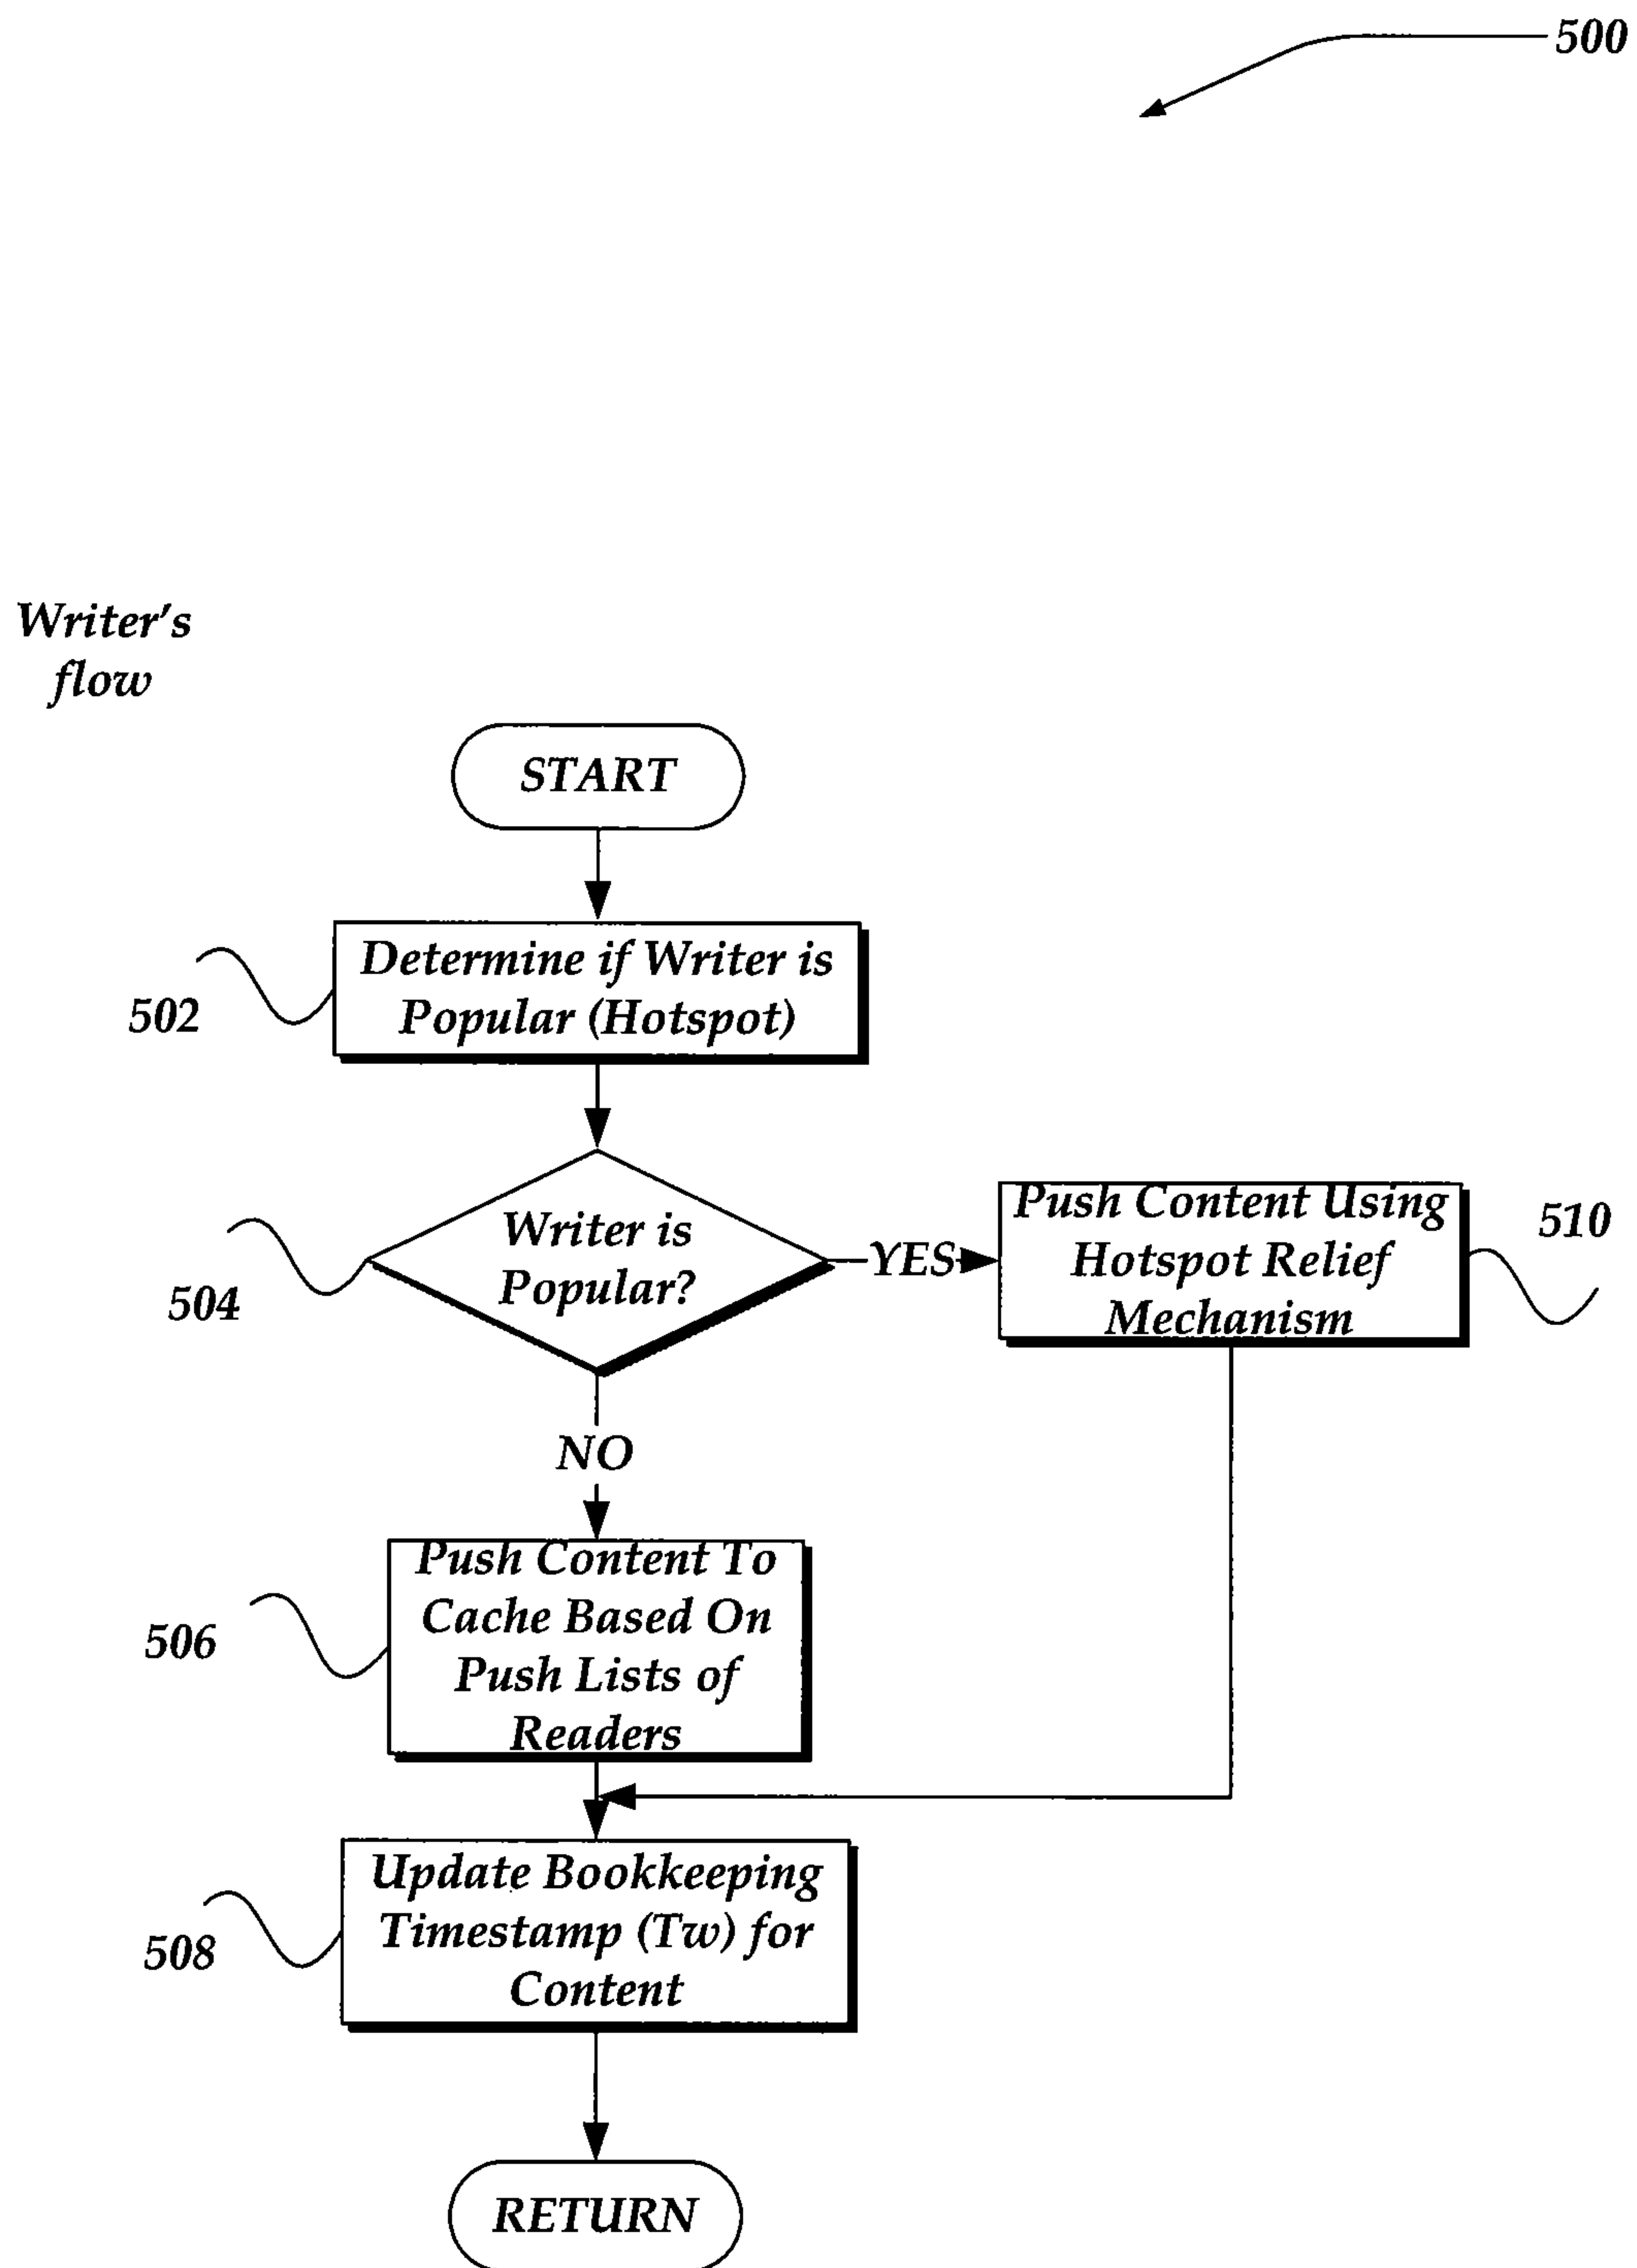 500
Writer's
flow
START
Determine if Writer is
Popular (Hotspot)
502
Writer is
Popular?
504
YES
Push Content Using
Hotspot Relief
Mechanism
510
NO
Push Content To
Cache Based On
Push Lists of
Readers
506
Update Bookkeeping
Timestamp (Tw) for
Content
508
RETURN